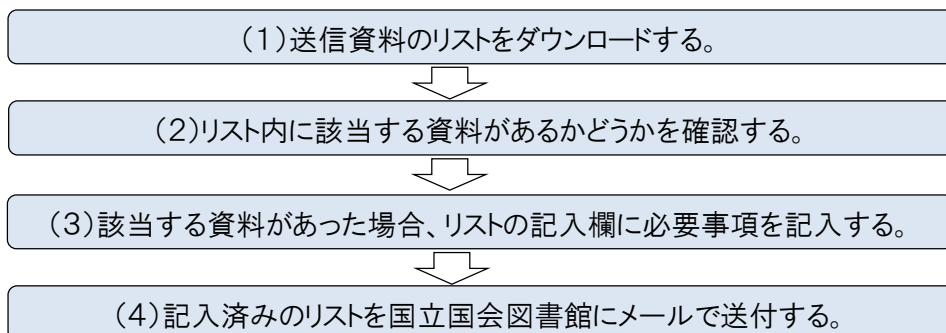 (1)送信資料のリストをダウンロードする。
(2)リスト内に該当する資料があるかどうかを確認する。
(3)該当する資料があった場合、リストの記入欄に必要事項を記入する。
(4)記入済みのリストを国立国会図書館にメールで送付する。